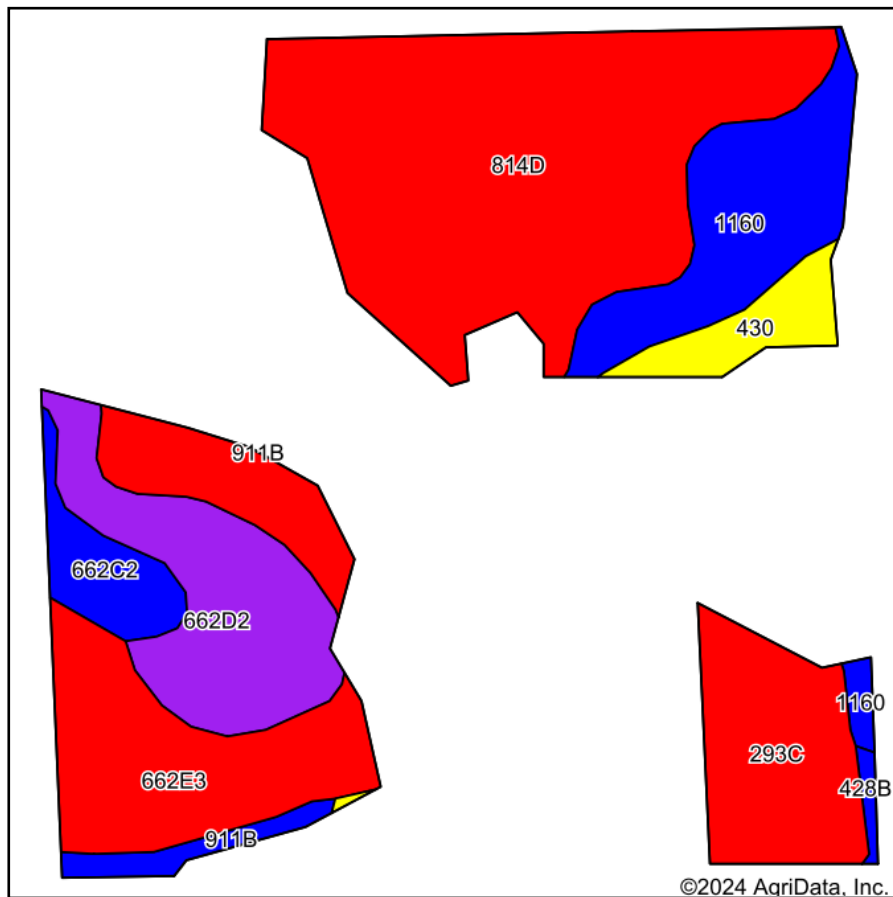 814D
1160
430
911B
662C2
662D2
1160
293C
662E3
428B
911B
©2024 AgriData, Inc.